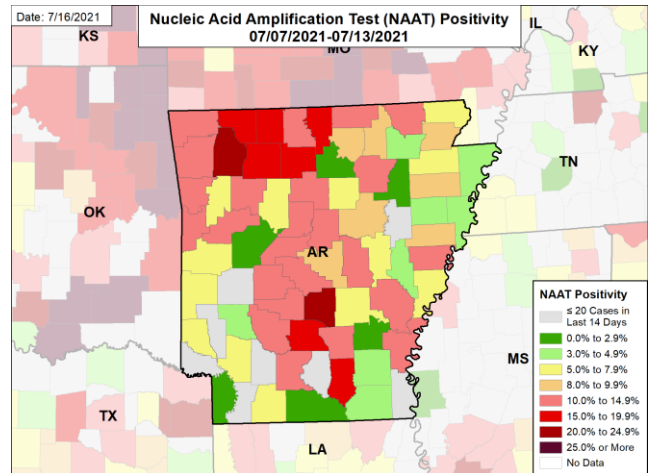 Date: 7/16/2021
Nucleic Acid Amplification Test (NAAT) Positivity
07/07/2021-07/13/2021
KS
MO
IL
KY
OK
TN
AR
MS
TX
LA
NAAT Positivity
≤ 20 Cases in
Last 14 Days
0.0% to 2.9%
3.0% to 4.9%
5.0% to 7.9%
8.0% to 9.9%
10.0% to 14.9%
15.0% to 19.9%
20.0% to 24.9%
25.0% or More
No Data